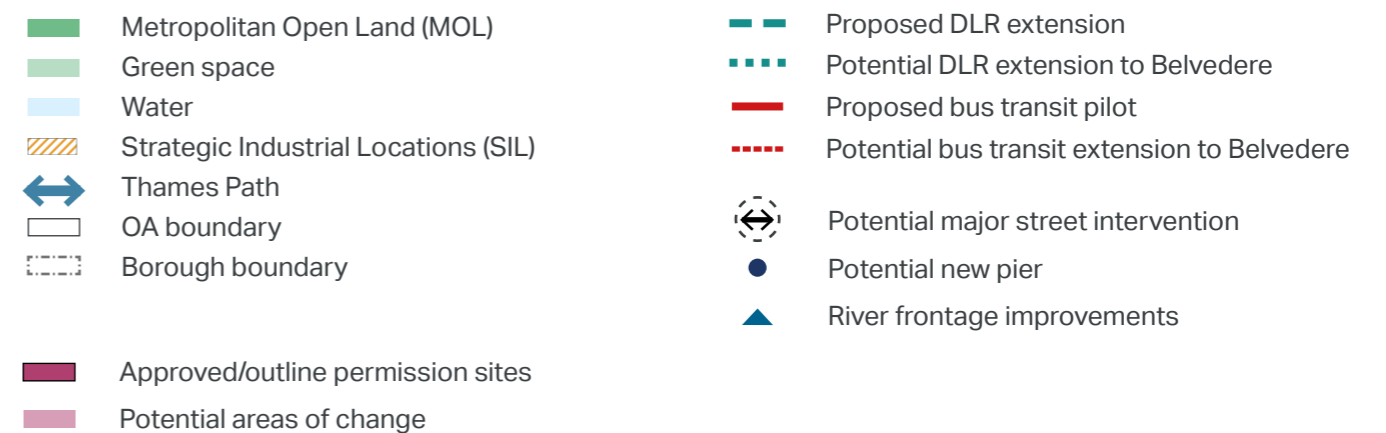 Metropolitan Open Land (MOL)
Green space
Water
Strategic Industrial Locations (SIL)
Thames Path
OA boundary
Borough boundary
Approved/outline permission sites
Potential areas of change
Proposed DLR extension
Potential DLR extension to Belvedere
Proposed bus transit pilot
Potential bus transit extension to Belvedere
Potential major street intervention
Potential new pier
River frontage improvements